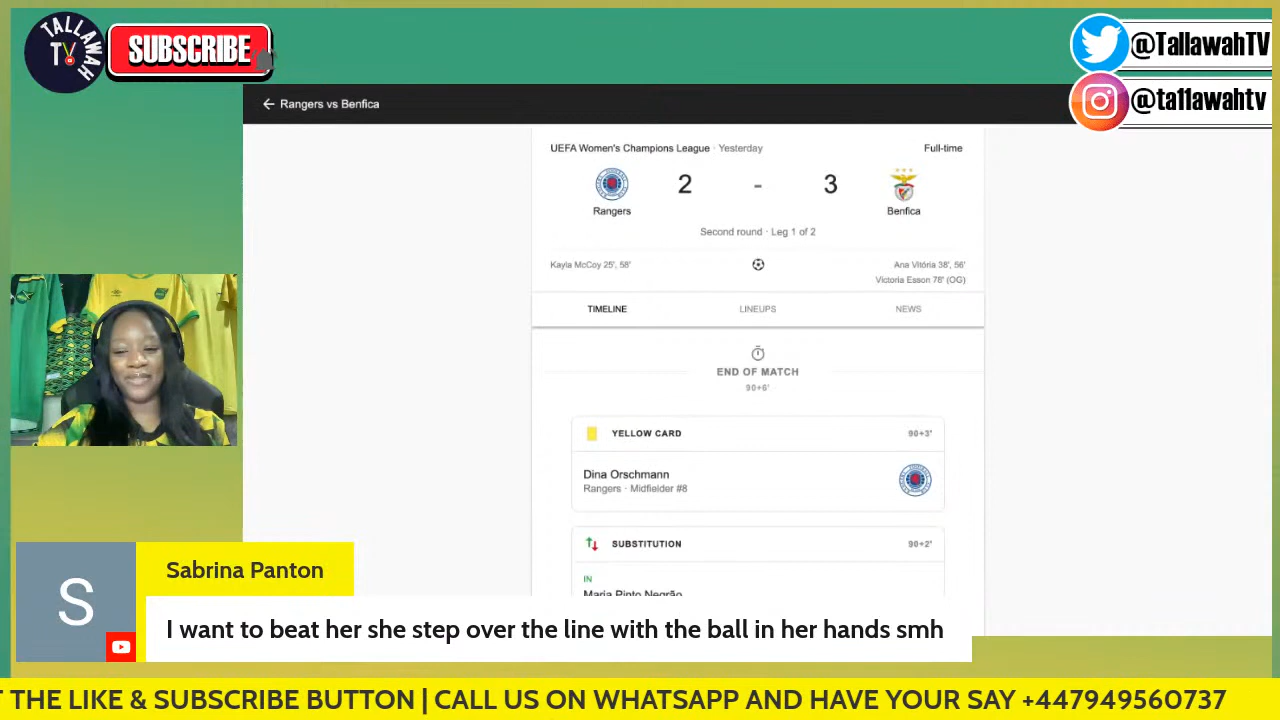 TALLAWAH
TV
SUBSCRIBE
@TallawahTV
@ta11awahtv
Rangers vs Benfica
UEFA Women's Champions League · Yesterday
Full-time
2 - 3
Rangers
Benfica
Second round · Leg 1 of 2
Kayla McCoy 25', 58'
Ana Vitória 38', 56'
Victoria Esson 78' (OG)
TIMELINE
LINEUPS
NEWS
END OF MATCH
90+6'
YELLOW CARD
90+3'
Dina Orschmann
Rangers · Midfielder #8
SUBSTITUTION
90+2'
IN
Maria Pinto Negrão
S
Sabrina Panton
I want to beat her she step over the line with the ball in her hands smh
T THE LIKE & SUBSCRIBE BUTTON | CALL US ON WHATSAPP AND HAVE YOUR SAY +447949560737